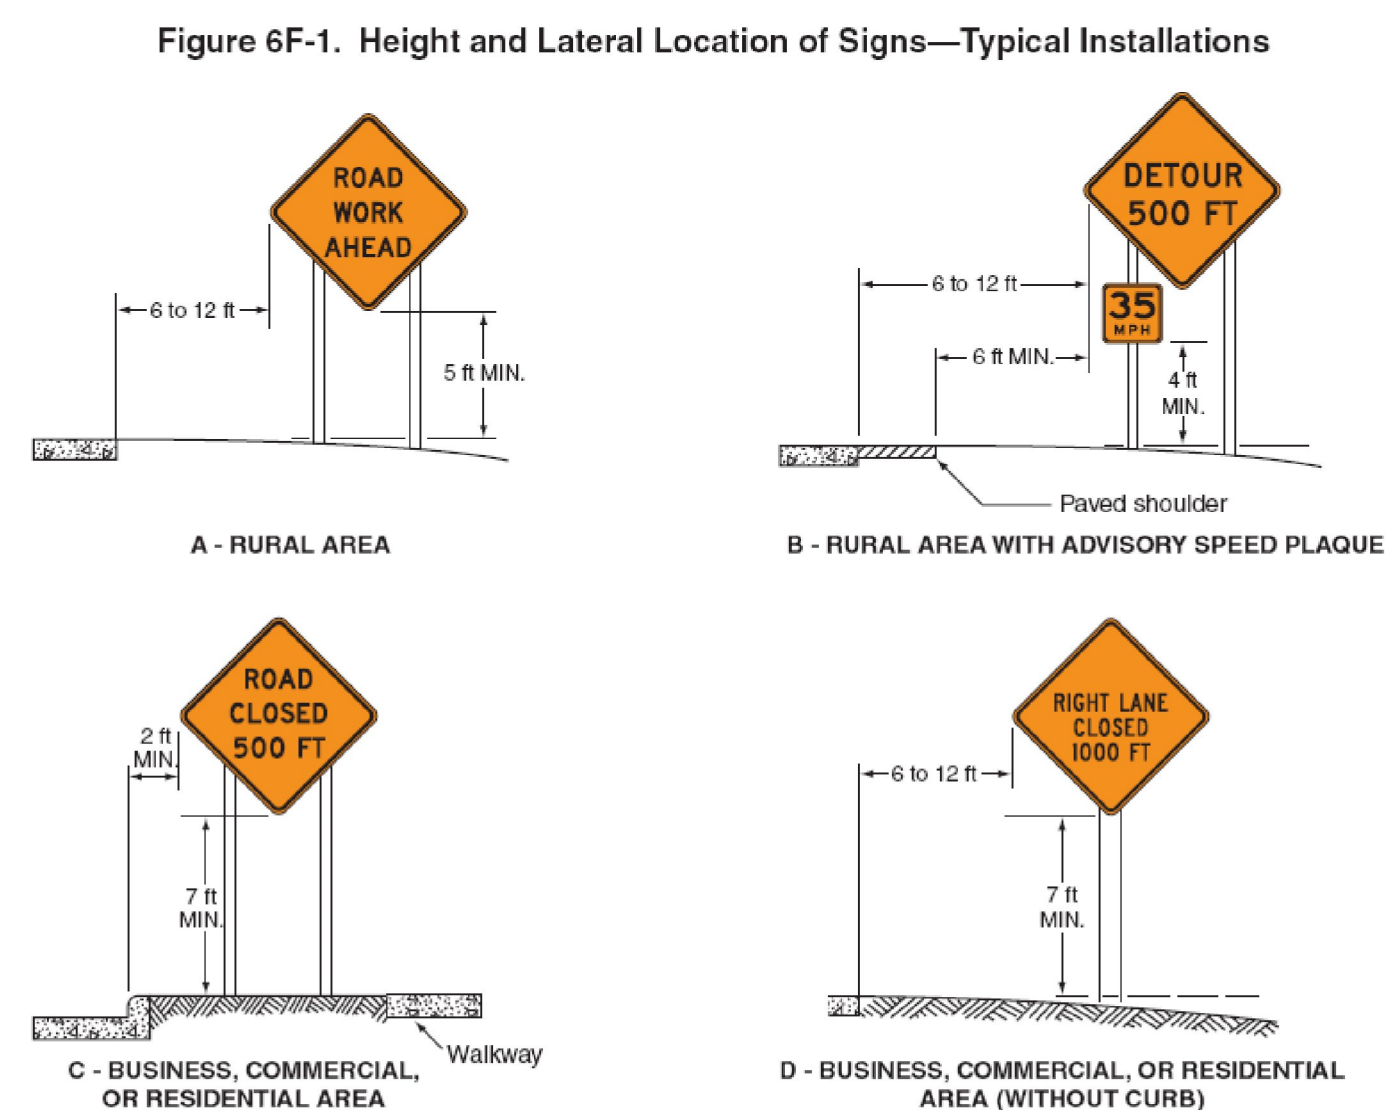 Figure 6F-1. Height and Lateral Location of Signs—Typical Installations
ROAD
WORK
AHEAD
6 to 12 ft
5 ft MIN.
A - RURAL AREA
DETOUR
500 FT
6 to 12 ft
35
MPH
6 ft MIN.
4 ft
MIN.
Paved shoulder
B - RURAL AREA WITH ADVISORY SPEED PLAQUE
ROAD
CLOSED
500 FT
2 ft
MIN.
7 ft
MIN.
Walkway
C - BUSINESS, COMMERCIAL,
OR RESIDENTIAL AREA
RIGHT LANE
CLOSED
1000 FT
6 to 12 ft
7 ft
MIN.
D - BUSINESS, COMMERCIAL, OR RESIDENTIAL
AREA (WITHOUT CURB)